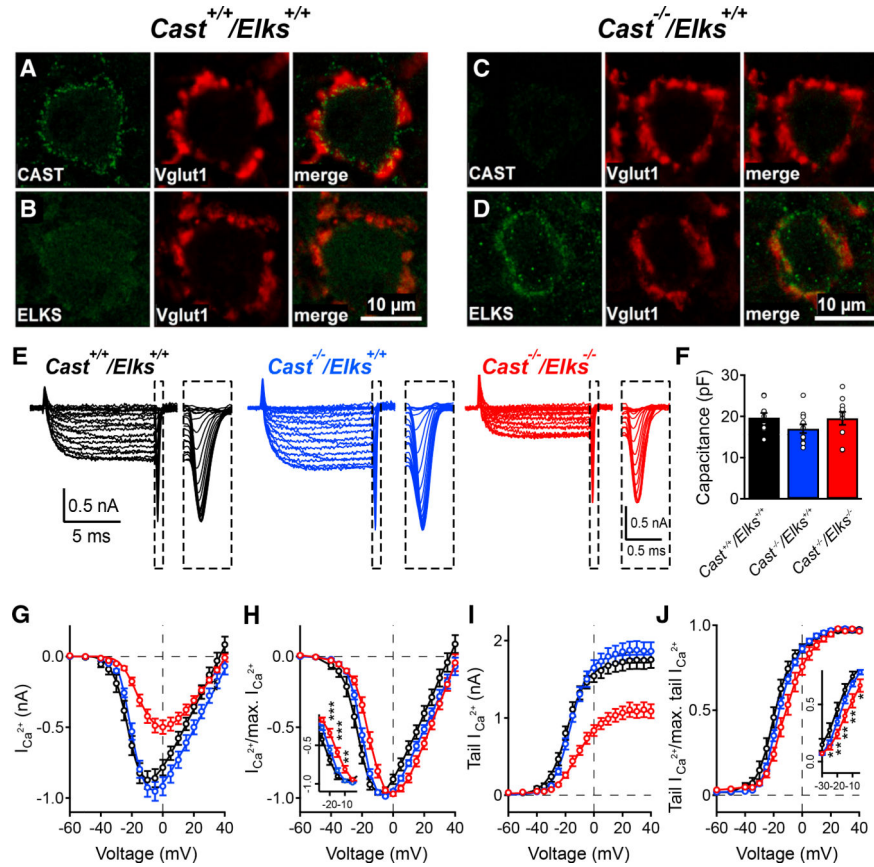 Cast+/+/Elks+/+
Cast-/-/Elks+/+
A
CAST
Vglut1
merge
C
CAST
Vglut1
merge
B
ELKS
Vglut1
merge
10 µm
D
ELKS
Vglut1
merge
10 µm
E
Cast+/+/Elks+/+
Cast-/-/Elks+/+
Cast-/-/Elks-/-
0.5 nA
5 ms
0.5 nA
0.5 ms
F
Capacitance (pF)
30
20
10
0
Cast+/+/Elks+/+
Cast-/-/Elks+/+
Cast-/-/Elks-/-
G
ICa2+ (nA)
0.0
-0.5
-1.0
-60 -40 -20 0 20 40
Voltage (mV)
H
ICa2+/max. ICa2+
0.0
-0.5
-1.0
***
***
**
-0.5
-1.0
-20 -10
-60 -40 -20 0 20 40
Voltage (mV)
I
Tail ICa2+ (nA)
2
1
0
-60 -40 -20 0 20 40
Voltage (mV)
J
Tail ICa2+/max. tail ICa2+
1.0
0.5
0
0.5
0.0
*
**
**
**
*
-30 -20 -10
-60 -40 -20 0 20 40
Voltage (mV)